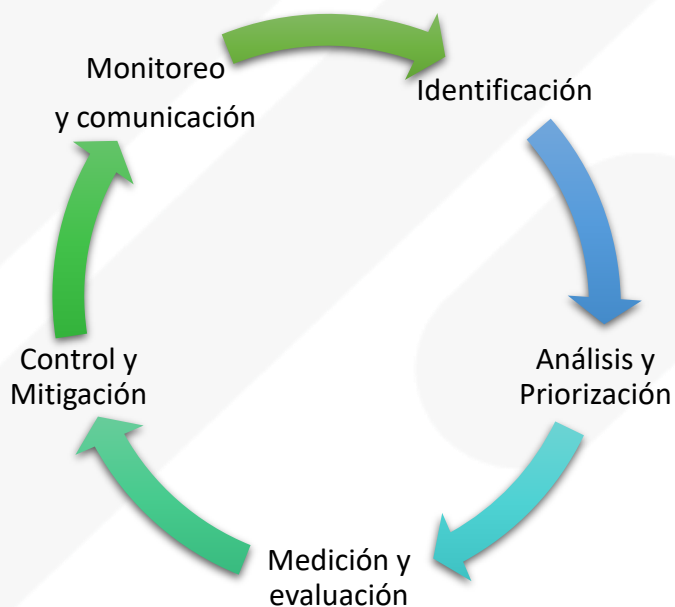 Monitoreo
y comunicación
Identificación
Análisis y
Priorización
Medición y
evaluación
Control y
Mitigación